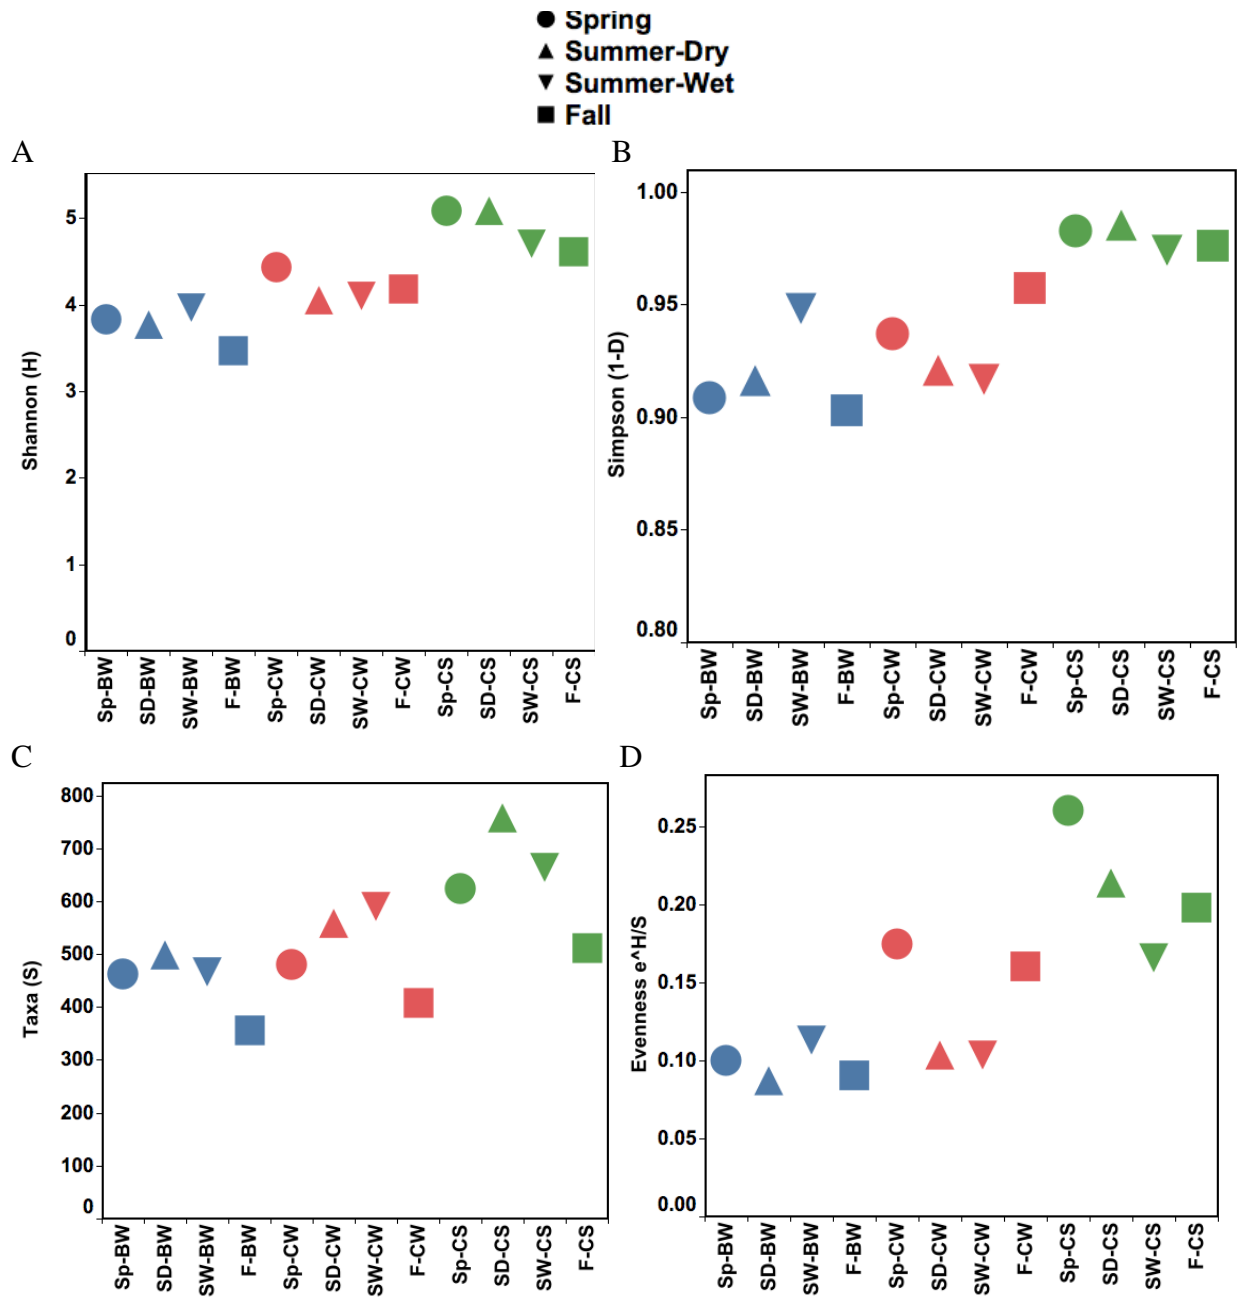 Spring
Summer-Dry
Summer-Wet
Fall
A
Shannon (H)
5
4
3
2
1
0
Sp-BW
SD-BW
SW-BW
F-BW
Sp-CW
SD-CW
SW-CW
F-CW
Sp-CS
SD-CS
SW-CS
F-CS
B
Simpson (1-D)
1.00
0.95
0.90
0.85
0.80
Sp-BW
SD-BW
SW-BW
F-BW
Sp-CW
SD-CW
SW-CW
F-CW
Sp-CS
SD-CS
SW-CS
F-CS
C
Taxa (S)
800
700
600
500
400
300
200
100
0
Sp-BW
SD-BW
SW-BW
F-BW
Sp-CW
SD-CW
SW-CW
F-CW
Sp-CS
SD-CS
SW-CS
F-CS
D
Evenness e^H/S
0.25
0.20
0.15
0.10
0.05
0.00
Sp-BW
SD-BW
SW-BW
F-BW
Sp-CW
SD-CW
SW-CW
F-CW
Sp-CS
SD-CS
SW-CS
F-CS